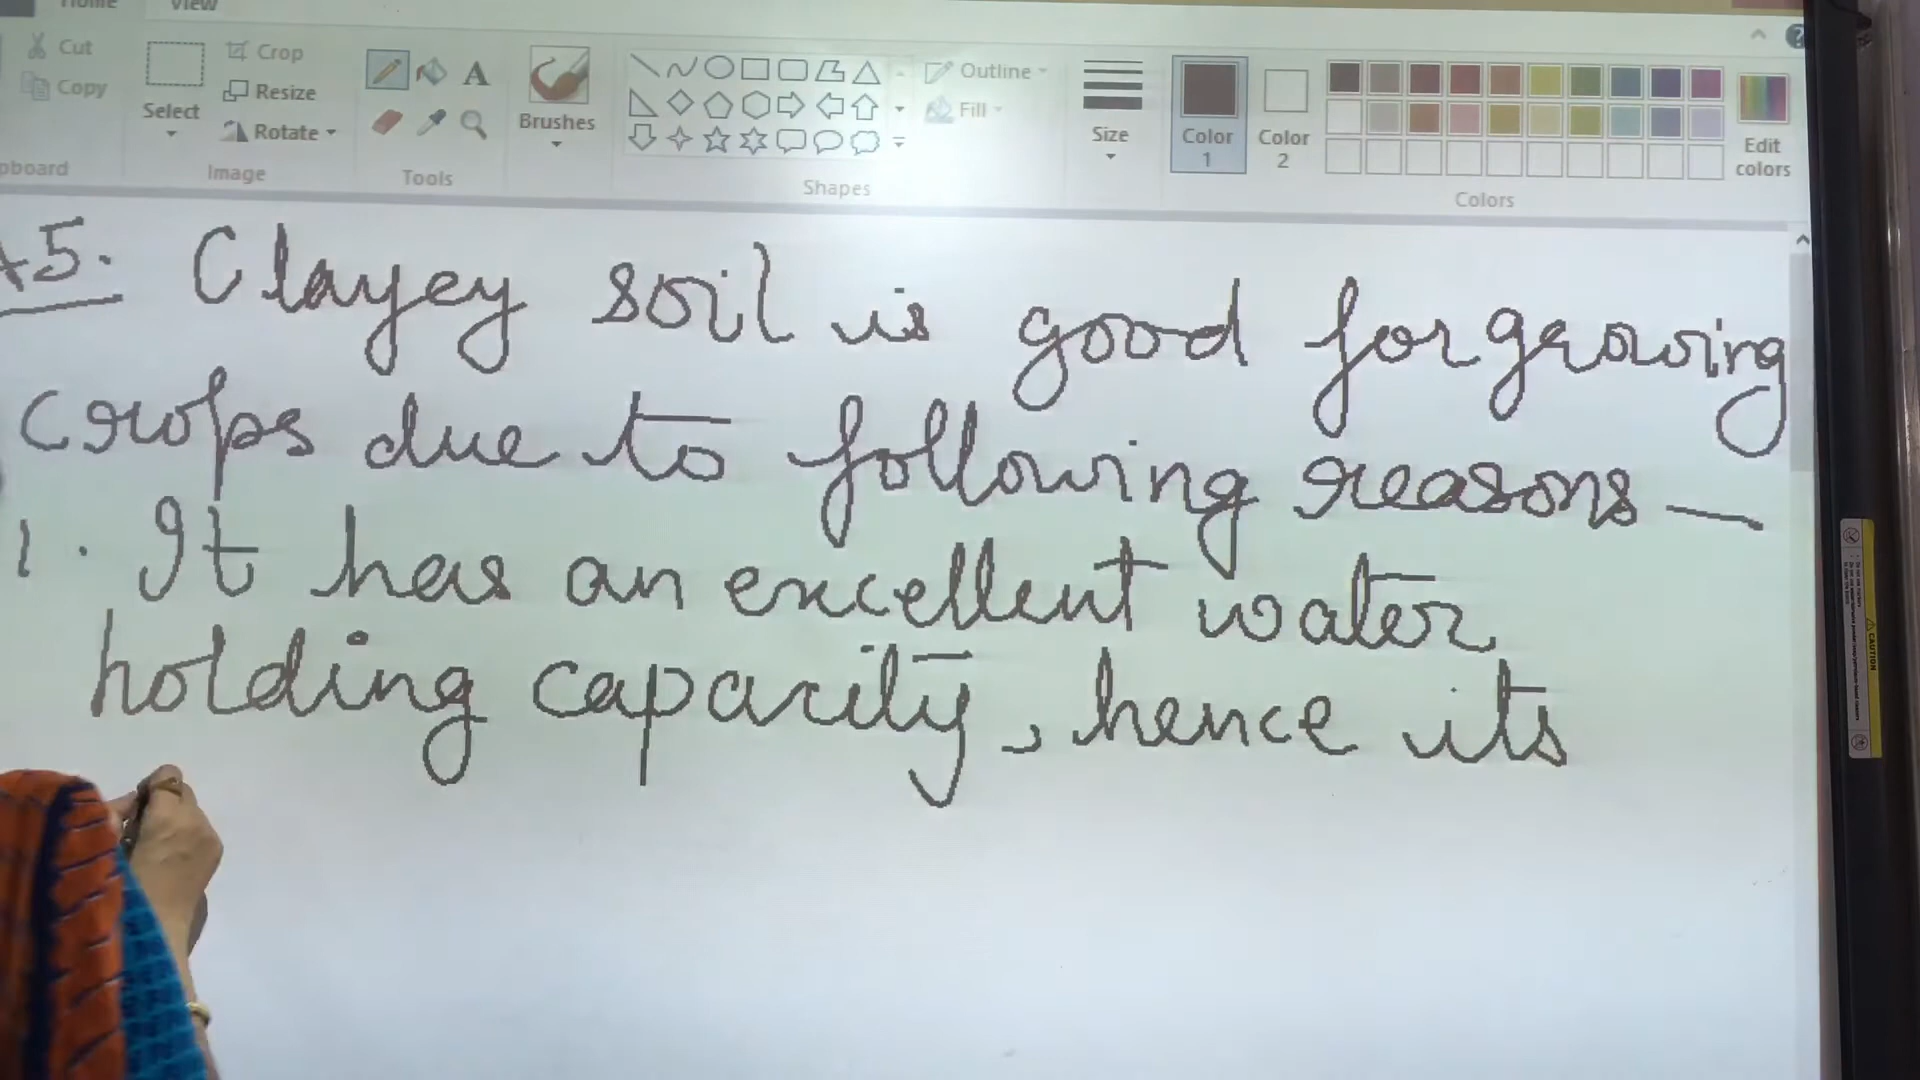 Home View
Cut
Copy
pboard
Select
Crop
Resize
Rotate
Image
Tools
Brushes
Shapes
Outline
Fill
Size
Color 1
Color 2
Colors
Edit colors
A5. Clayey soil is good for growing
crops due to following reasons —
1. It has an excellent water
holding capacity, hence its
CAUTION